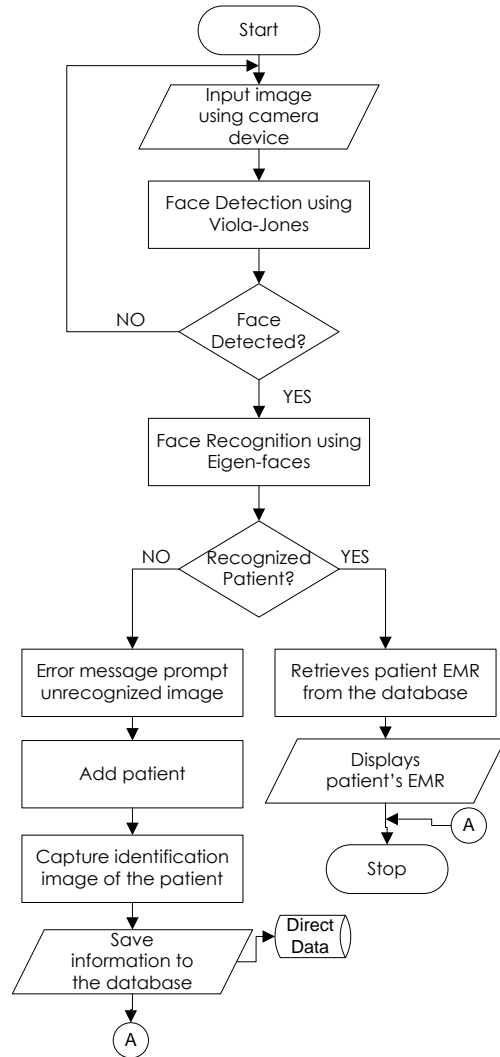 Start
Input image
using camera
device
Face Detection using
Viola-Jones
NO
Face
Detected?
YES
Face Recognition using
Eigen-faces
NO
Recognized
Patient?
YES
Error message prompt
unrecognized image
Add patient
Capture identification
image of the patient
Save
information to
the database
Direct
Data
A
Retrieves patient EMR
from the database
Displays
patient’s EMR
A
Stop